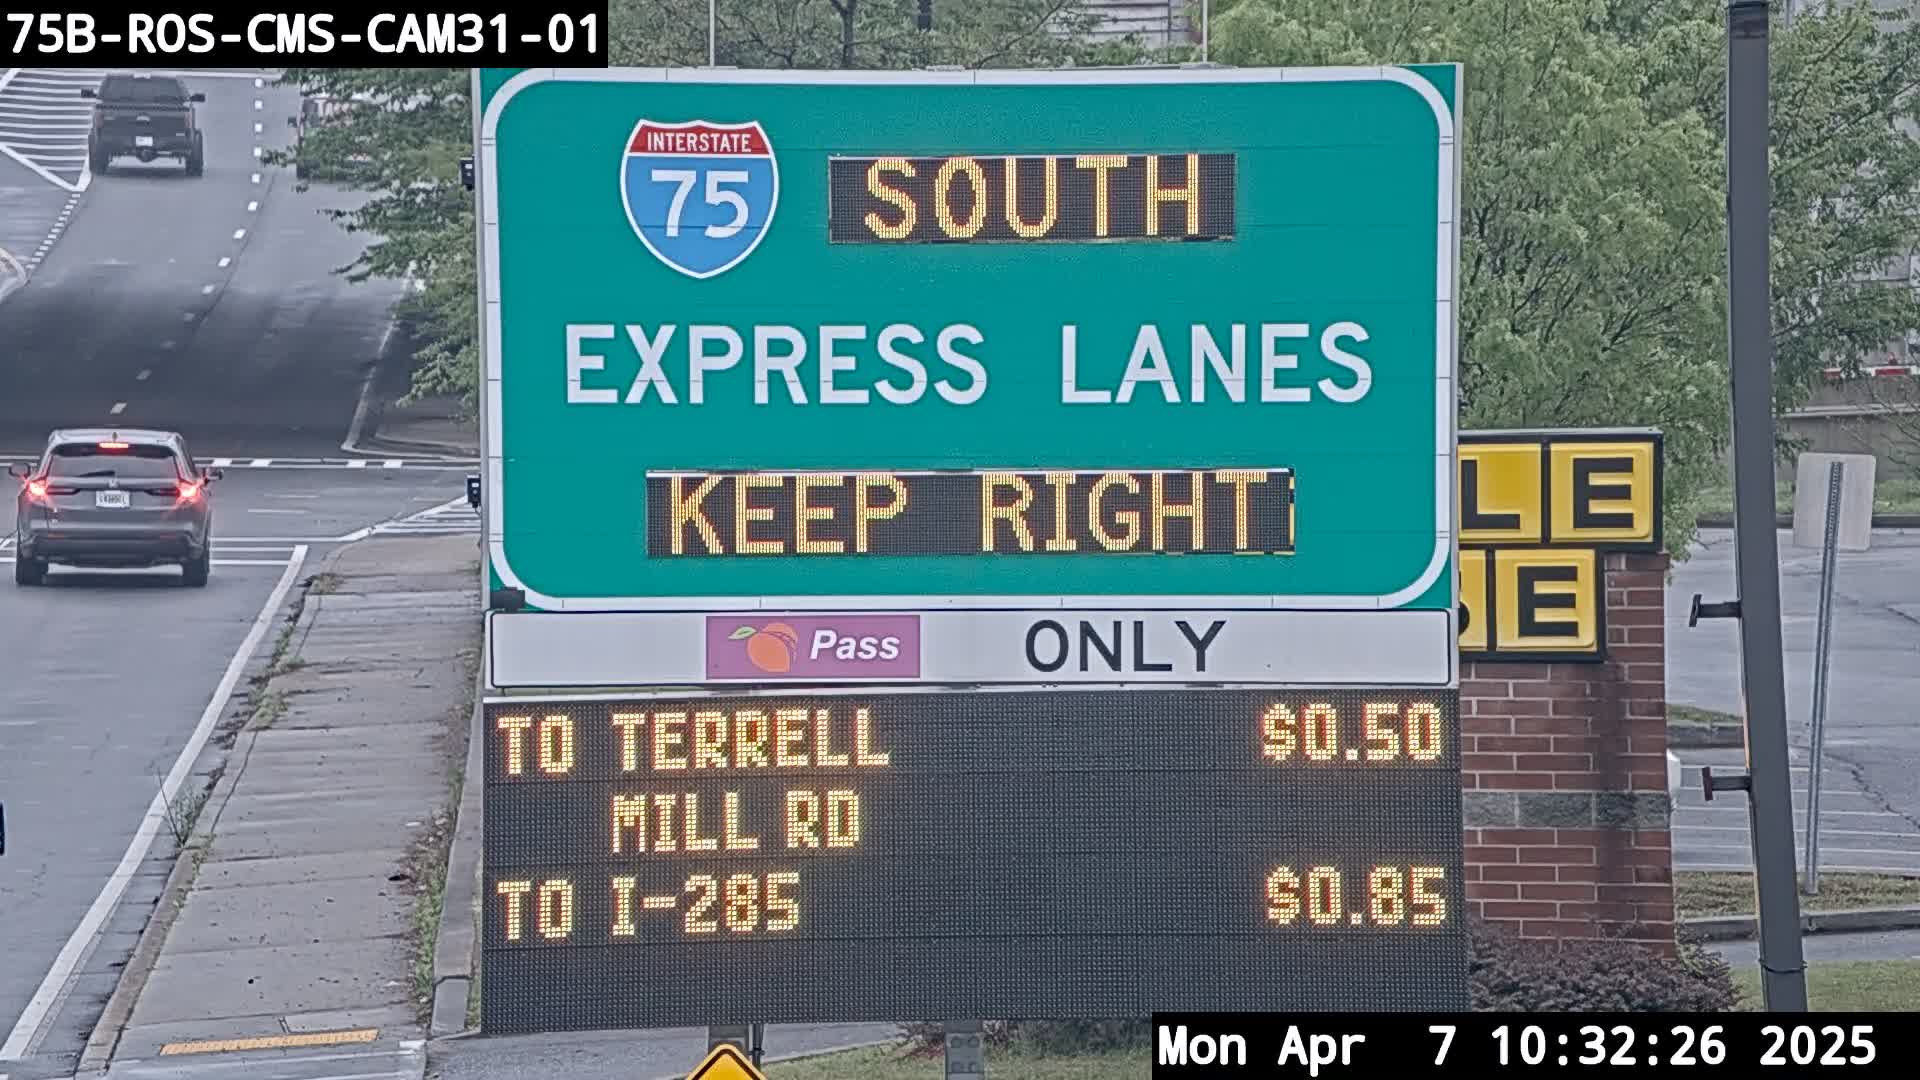 75B-ROS-CMS-CAM31-01
INTERSTATE
75
SOUTH
EXPRESS LANES
KEEP RIGHT
Pass
ONLY
TO TERRELL $0.50
MILL RD
TO I-285 $0.85
LE
E
Mon Apr 7 10:32:26 2025